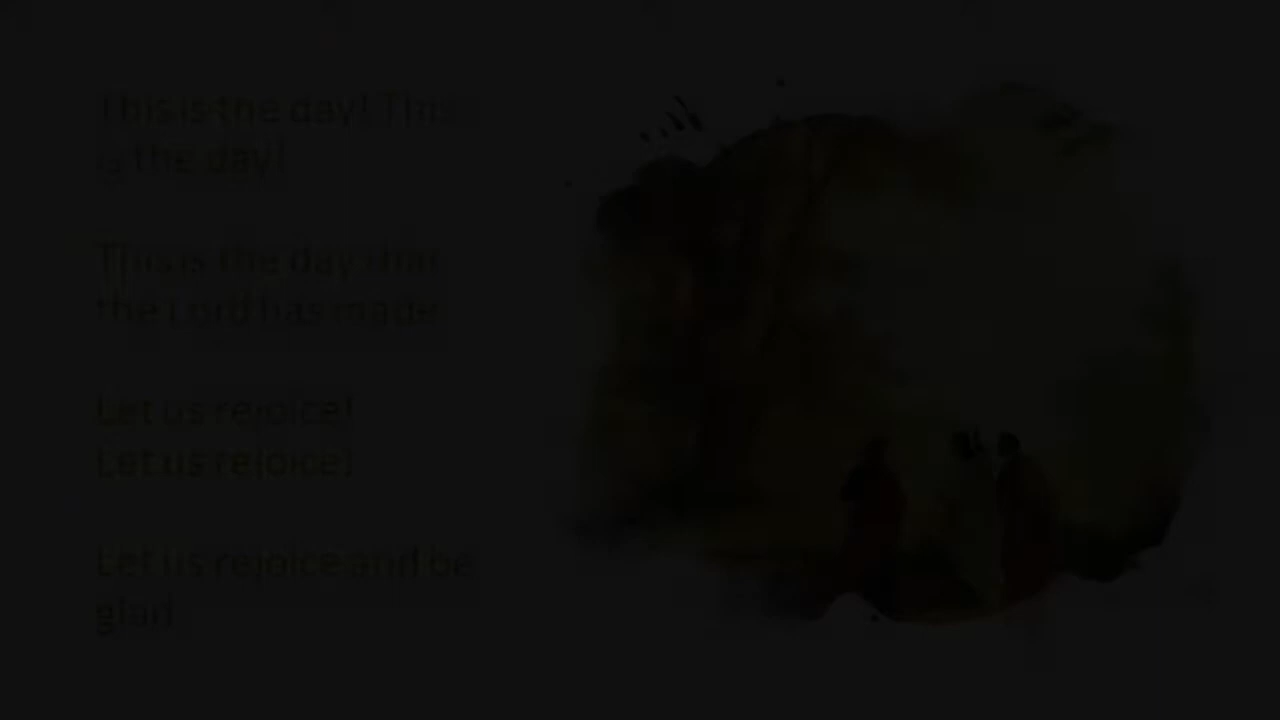 This is the day! This
is the day!
This is the day that
the Lord has made
Let us rejoice!
Let us rejoice!
Let us rejoice and be
glad